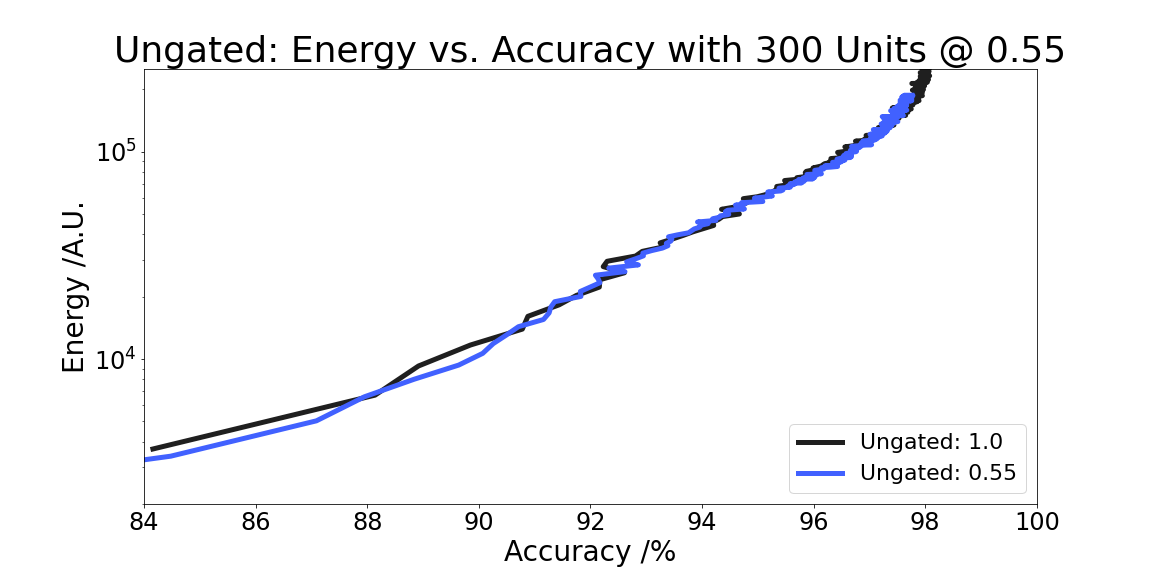 Ungated: Energy vs. Accuracy with 300 Units @ 0.55
Energy /A.U.
10^5
10^4
Ungated: 1.0
Ungated: 0.55
84 86 88 90 92 94 96 98 100
Accuracy /%